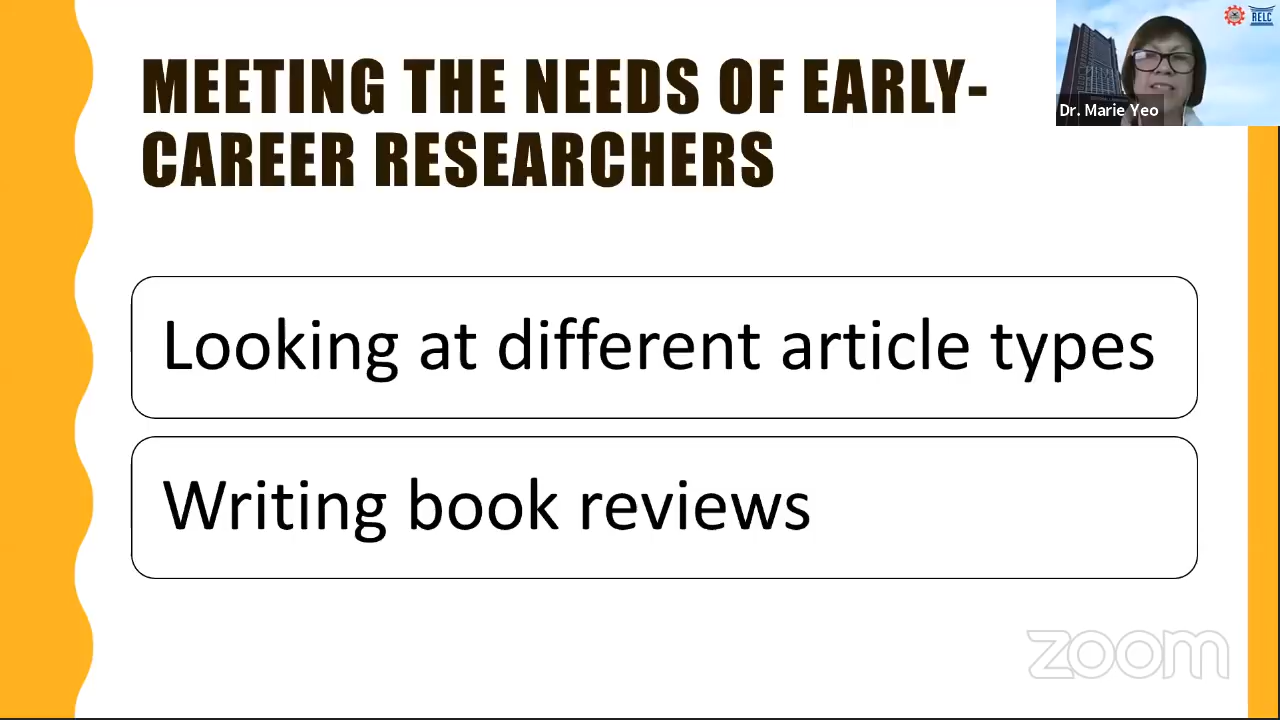 MEETING THE NEEDS OF EARLY-
CAREER RESEARCHERS
RELC
Dr. Marie Yeo
Looking at different article types
Writing book reviews
zoom